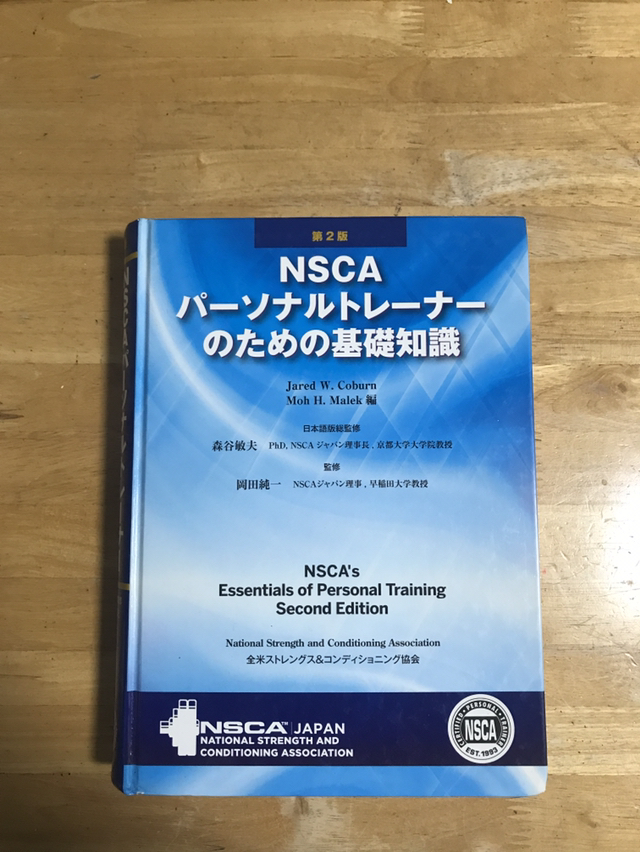 第2版
NSCA
パーソナルトレーナー
のための基礎知識
Jared W. Coburn
Moh H. Malek 編
日本語版総監修
森谷敏夫 PhD, NSCA ジャパン理事長、京都大学大学院教授
監修
岡田純一 NSCAジャパン理事, 早稲田大学教授
NSCA's
Essentials of Personal Training
Second Edition
National Strength and Conditioning Association
全米ストレングス&コンディショニング協会
NSCA™ JAPAN
NATIONAL STRENGTH AND
CONDITIONING ASSOCIATION
CERTIFIED • PERSONAL • TRAINER
NSCA
EST. 1993